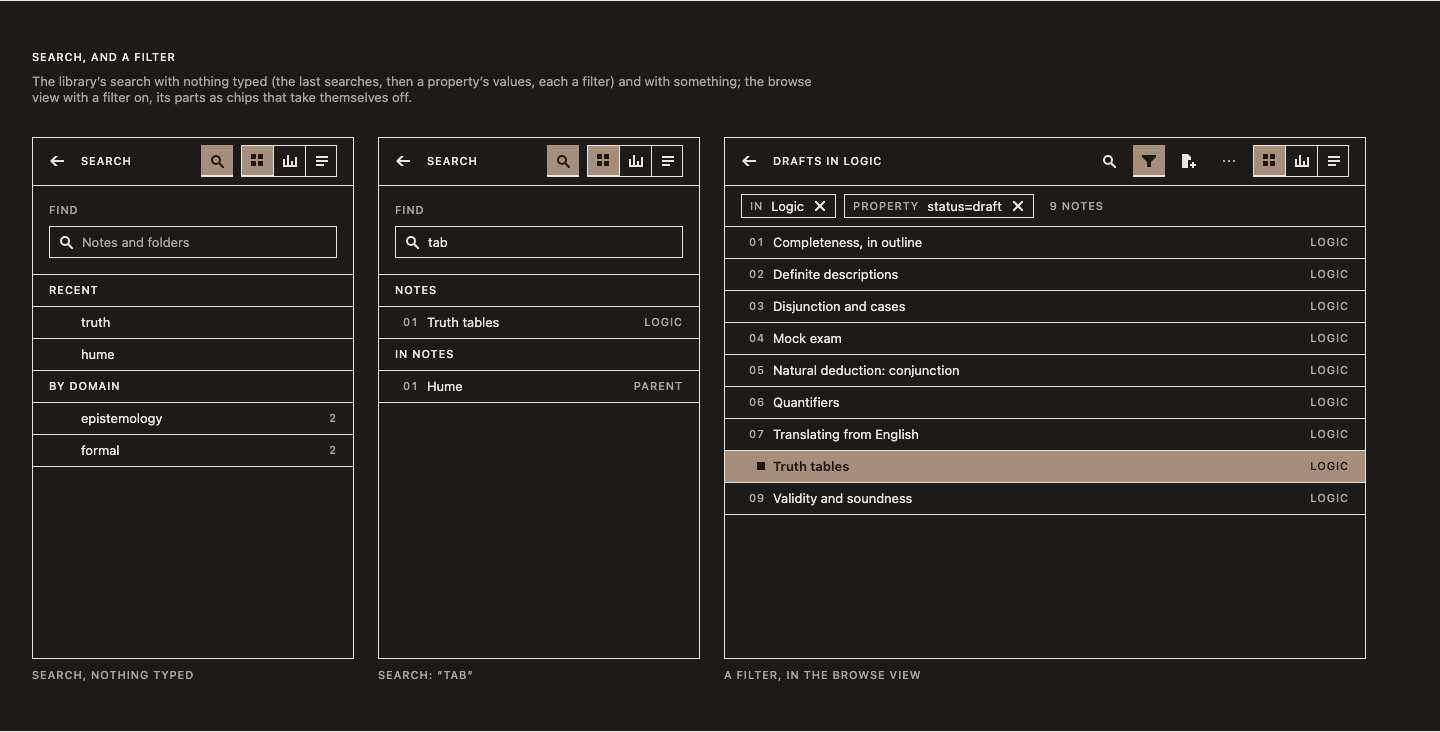 SEARCH, AND A FILTER
The library’s search with nothing typed (the last searches, then a property’s values, each a filter) and with something; the browse
view with a filter on, its parts as chips that take themselves off.
SEARCH
FIND
Notes and folders
RECENT
truth
hume
BY DOMAIN
epistemology 2
formal 2
SEARCH, NOTHING TYPED
SEARCH
FIND
tab
NOTES
01 Truth tables LOGIC
IN NOTES
01 Hume PARENT
SEARCH: “TAB”
DRAFTS IN LOGIC
IN Logic PROPERTY status=draft 9 NOTES
01 Completeness, in outline LOGIC
02 Definite descriptions LOGIC
03 Disjunction and cases LOGIC
04 Mock exam LOGIC
05 Natural deduction: conjunction LOGIC
06 Quantifiers LOGIC
07 Translating from English LOGIC
Truth tables LOGIC
09 Validity and soundness LOGIC
A FILTER, IN THE BROWSE VIEW